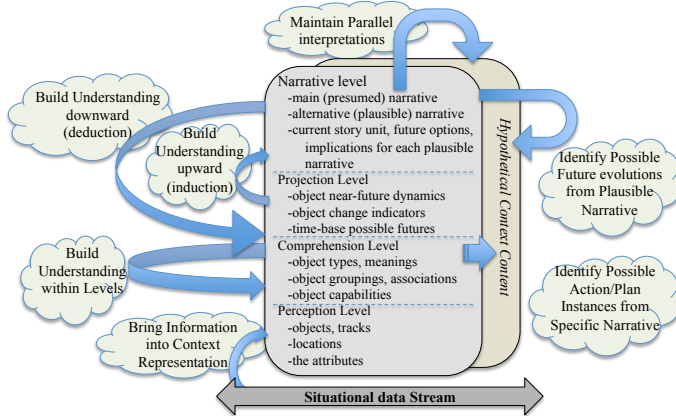 Maintain Parallel
interpretations
Build Understanding
downward
(deduction)
Build
Understanding
upward
(induction)
Build
Understanding
within Levels
Bring Information
into Context
Representation
Narrative level
-main (presumed) narrative
-alternative (plausible) narrative
-current story unit, future options,
implications for each plausible
narrative
Projection Level
-object near-future dynamics
-object change indicators
-time-base possible futures
Comprehension Level
-object types, meanings
-object groupings, associations
-object capabilities
Perception Level
-objects, tracks
-locations
-the attributes
Hypothetical Context Content
Identify Possible
Future evolutions
from Plausible
Narrative
Identify Possible
Action/Plan
Instances from
Specific Narrative
Situational data Stream